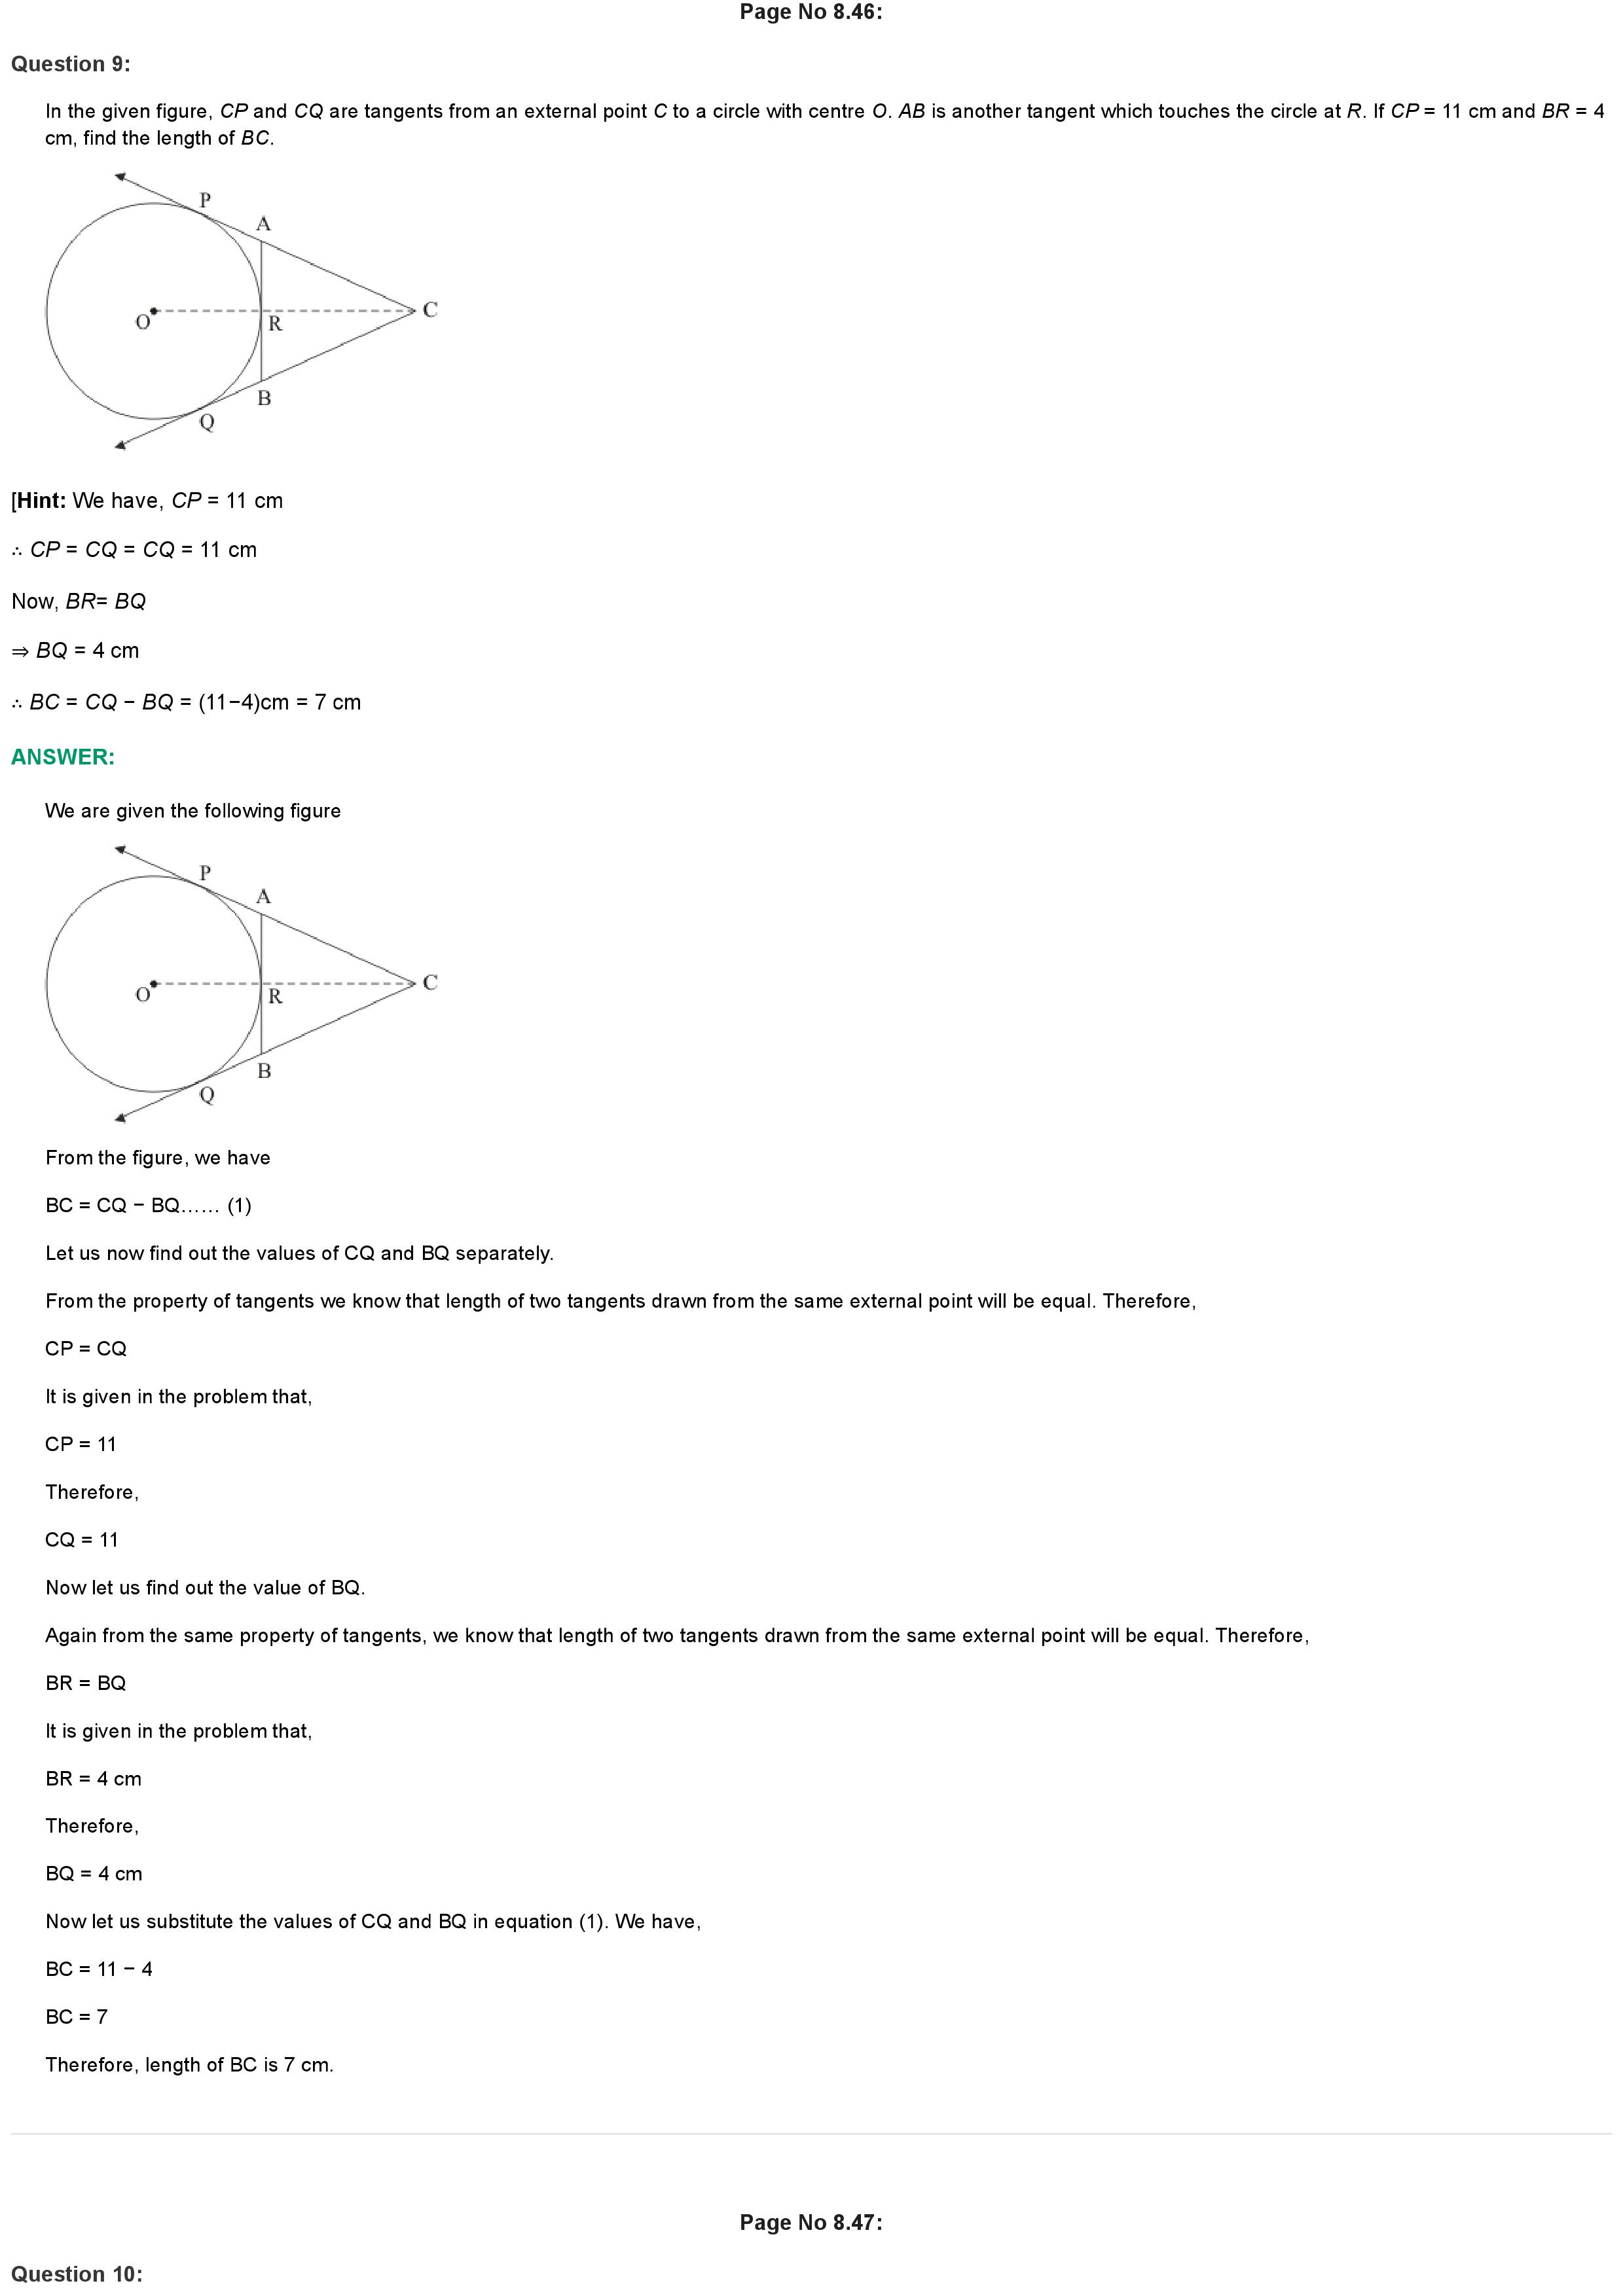 Page No 8.46:
Question 9:
In the given figure, CP and CQ are tangents from an external point C to a circle with centre O. AB is another tangent which touches the circle at R. If CP = 11 cm and BR = 4
cm, find the length of BC.
P
A
C
O
R
B
Q
[Hint: We have, CP = 11 cm
∴ CP = CQ = CQ = 11 cm
Now, BR= BQ
⇒ BQ = 4 cm
∴ BC = CQ − BQ = (11−4)cm = 7 cm
ANSWER:
We are given the following figure
P
A
C
O
R
B
Q
From the figure, we have
BC = CQ − BQ…… (1)
Let us now find out the values of CQ and BQ separately.
From the property of tangents we know that length of two tangents drawn from the same external point will be equal. Therefore,
CP = CQ
It is given in the problem that,
CP = 11
Therefore,
CQ = 11
Now let us find out the value of BQ.
Again from the same property of tangents, we know that length of two tangents drawn from the same external point will be equal. Therefore,
BR = BQ
It is given in the problem that,
BR = 4 cm
Therefore,
BQ = 4 cm
Now let us substitute the values of CQ and BQ in equation (1). We have,
BC = 11 − 4
BC = 7
Therefore, length of BC is 7 cm.
Page No 8.47:
Question 10: